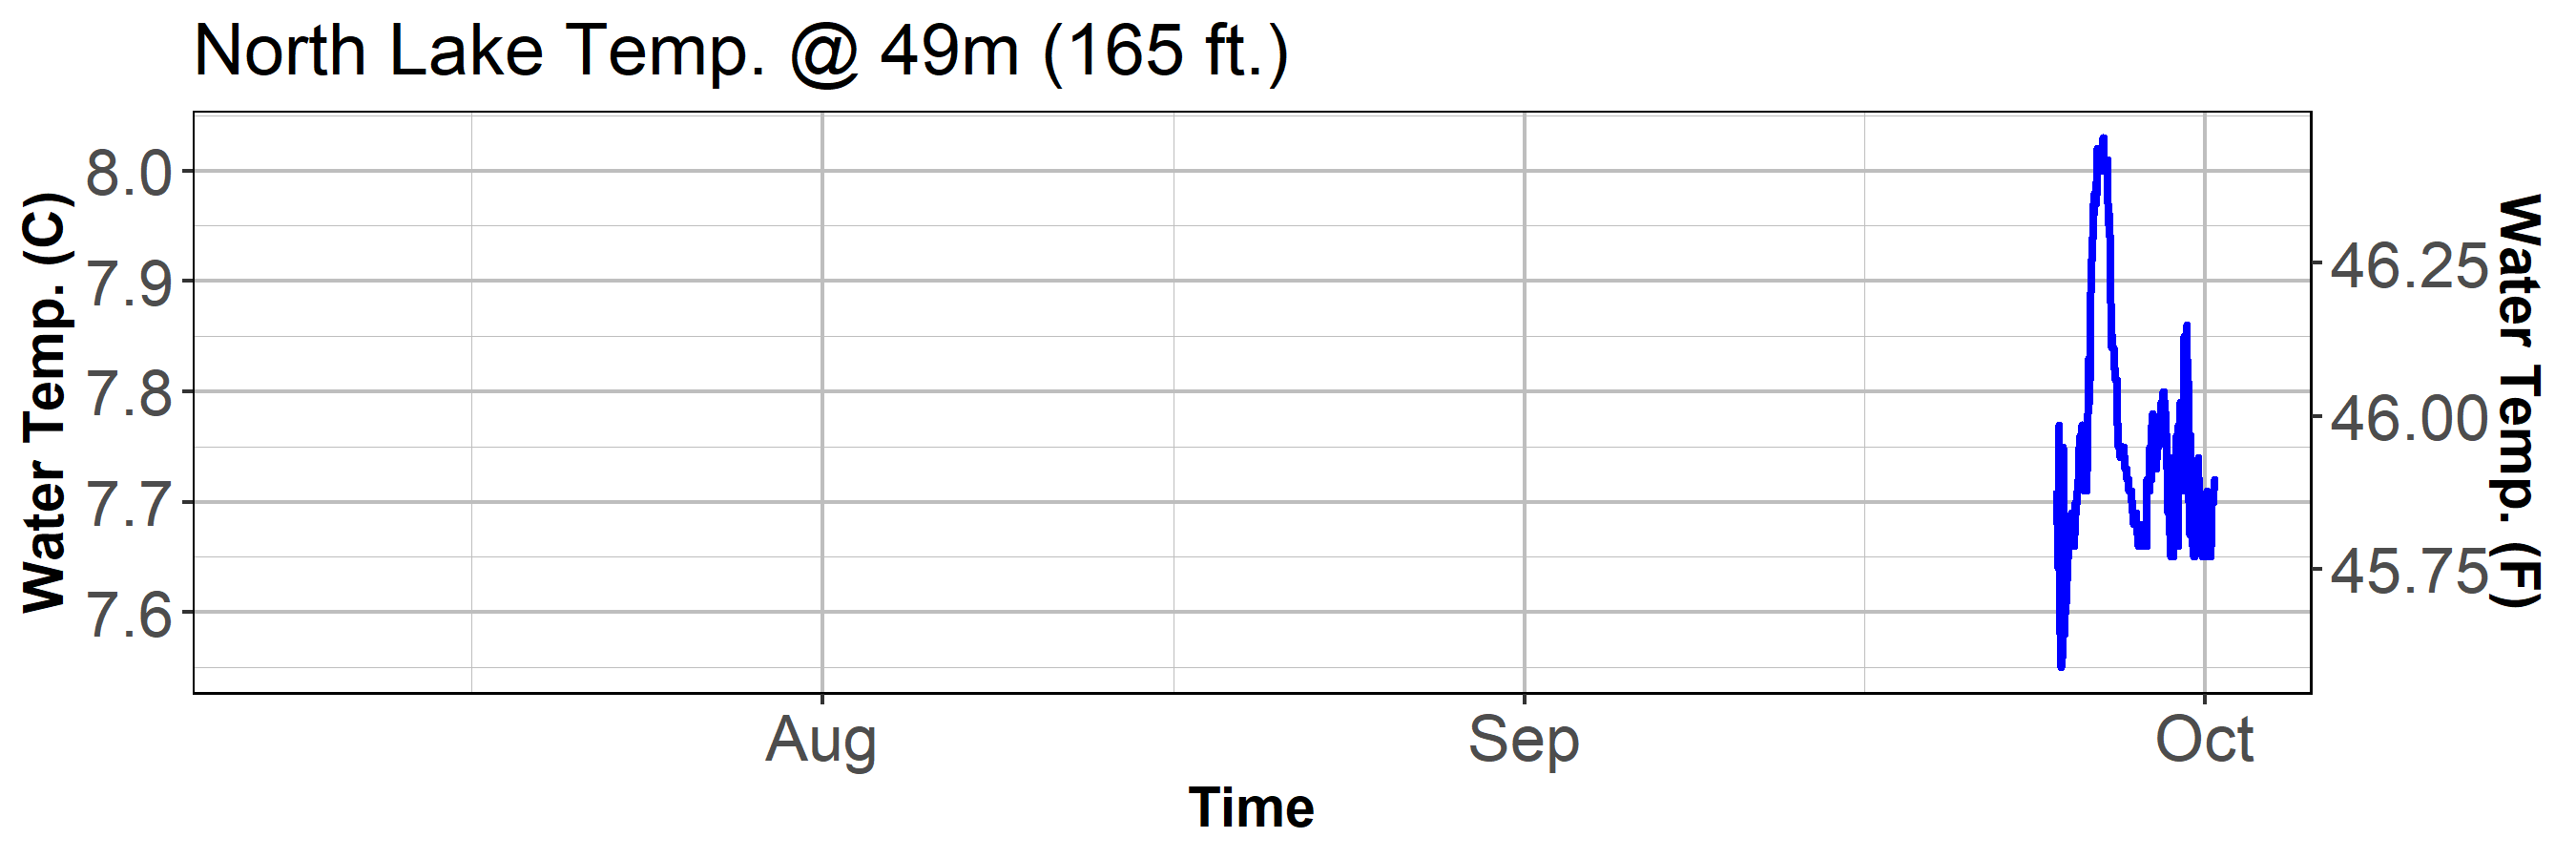 North Lake Temp. @ 49m (165 ft.)
Water Temp. (C)
8.0
7.9
7.8
7.7
7.6
46.25
46.00
45.75
Water Temp. (F)
Aug Sep Oct
Time